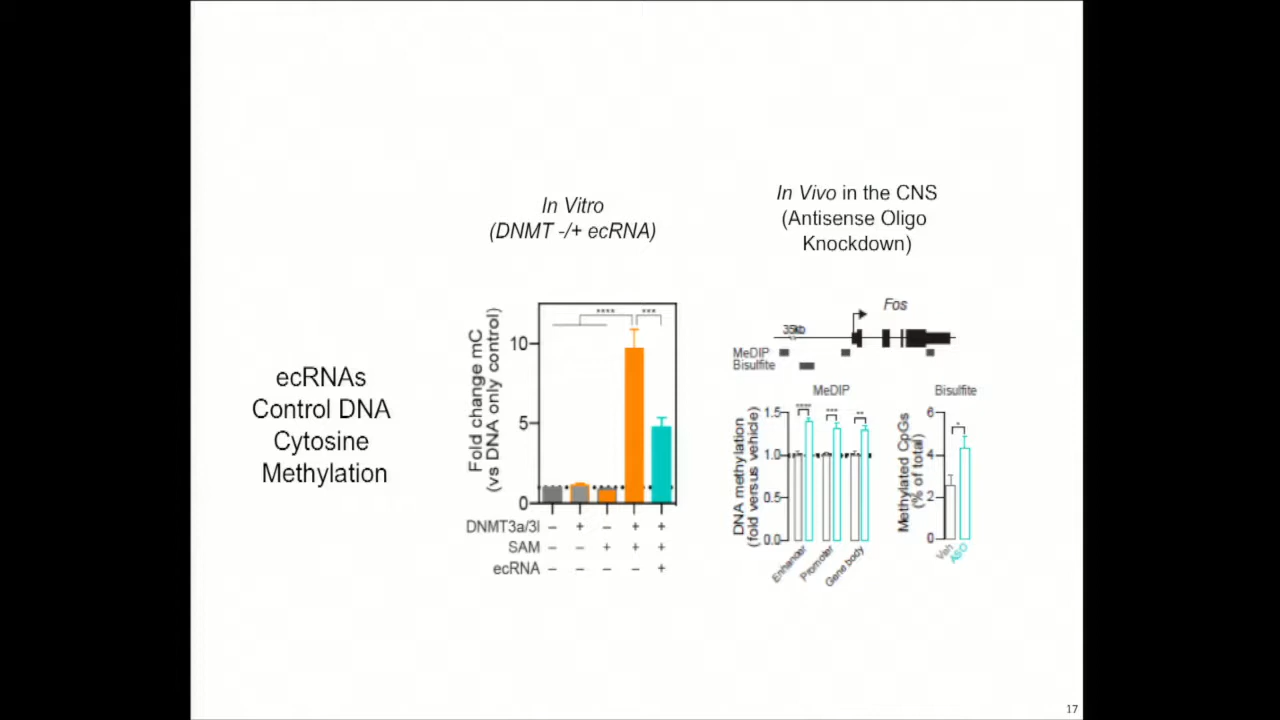 In Vitro
(DNMT -/+ ecRNA)
In Vivo in the CNS
(Antisense Oligo
Knockdown)
ecRNAs
Control DNA
Cytosine
Methylation
Fold change mC
(vs DNA only control)
**** ***
10
5
0
DNMT3a/3l – + – + +
SAM – – + + +
ecRNA – – – – +
Fos
35kb
MeDIP
Bisulfite
MeDIP
DNA methylation
(fold versus vehicle)
1.5
1.0
0.5
0.0
**** *** **
Enhancer
Promoter
Gene body
Bisulfite
Methylated CpGs
(% of total)
6
4
2
0
*
Veh
ASO
17